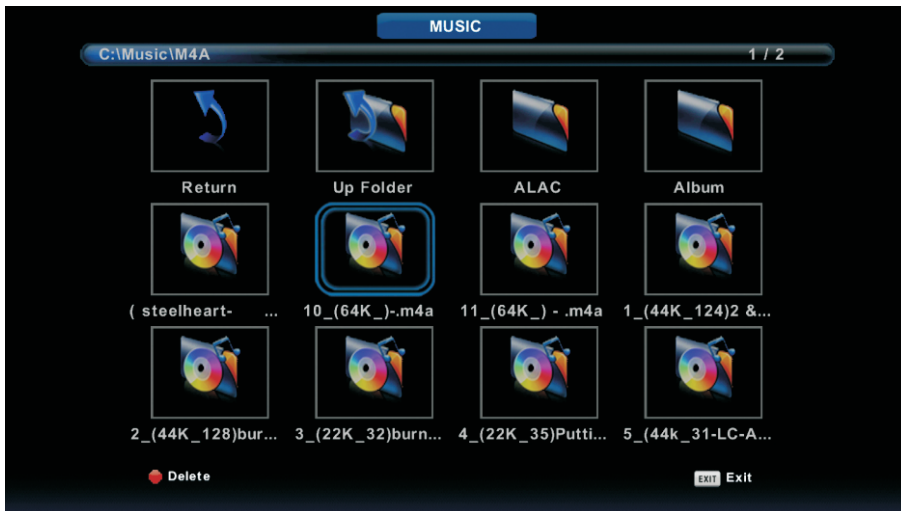 MUSIC
C:\Music\M4A 1 / 2
Return Up Folder ALAC Album
( steelheart- ... 10_(64K_)-.m4a 11_(64K_) - .m4a 1_(44K_124)2 &...
2_(44K_128)bur... 3_(22K_32)burn... 4_(22K_35)Putti... 5_(44k_31-LC-A...
Delete EXIT Exit